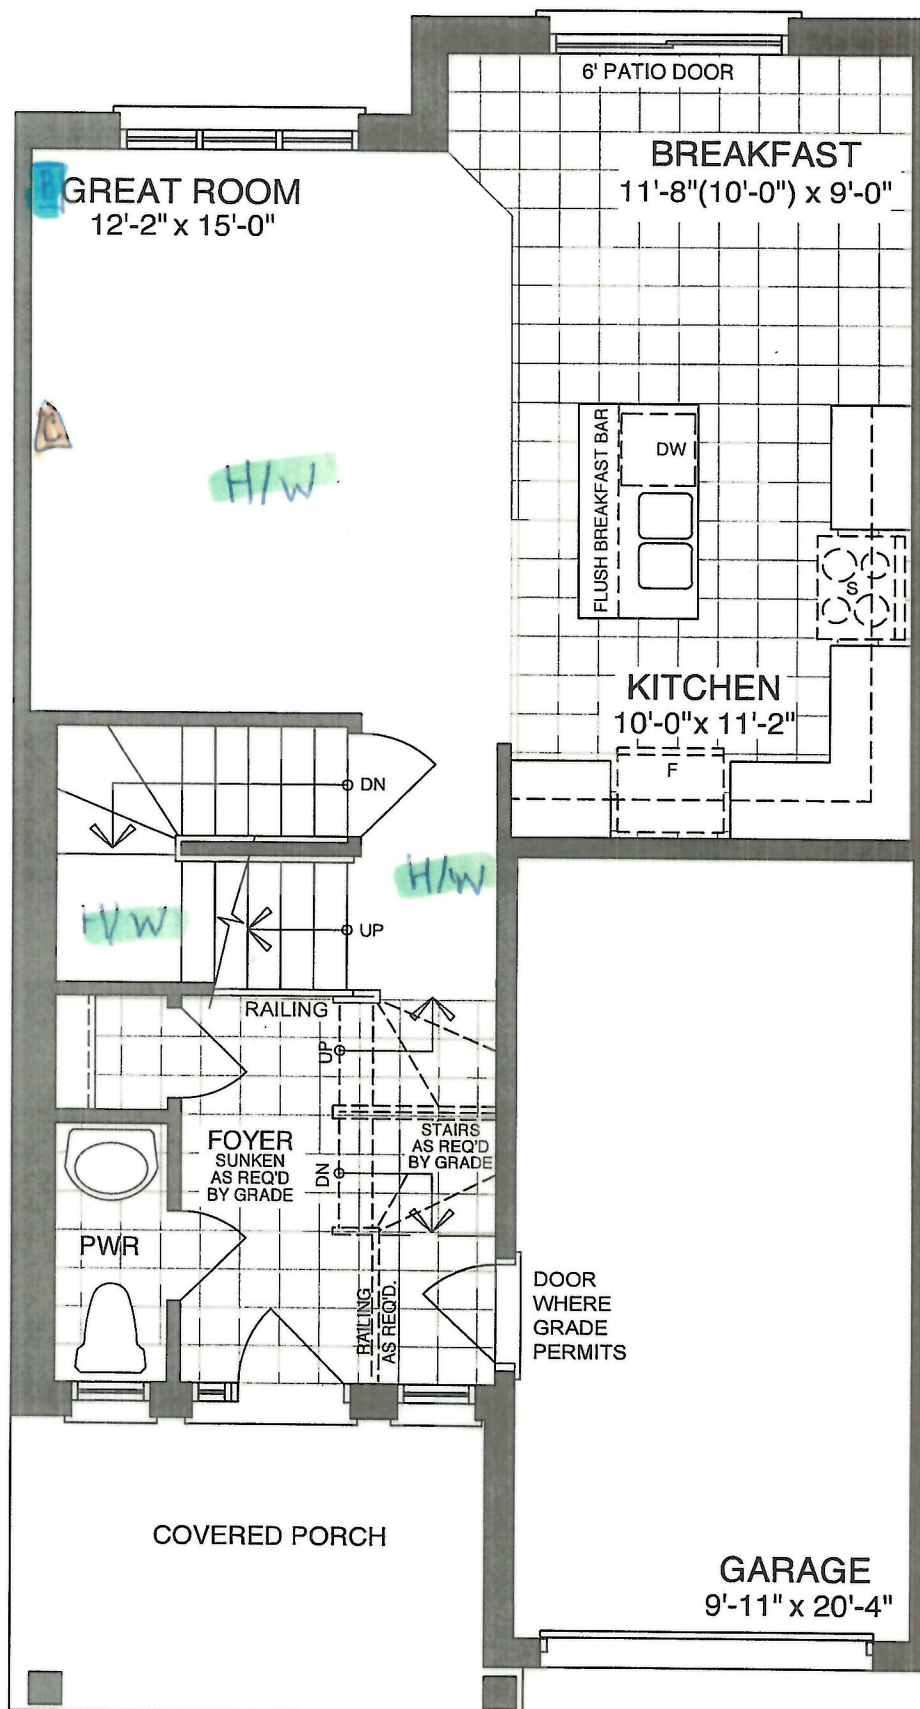 6' PATIO DOOR
BREAKFAST
11'-8"(10'-0") x 9'-0"
B
GREAT ROOM
12'-2" x 15'-0"
C
H/W
FLUSH BREAKFAST BAR
DW
S
KITCHEN
10'-0"x 11'-2"
F
DN
H/W
H/W
UP
RAILING
UP
STAIRS
AS REQ'D
BY GRADE
FOYER
SUNKEN
AS REQ'D
BY GRADE
DN
PWR
RAILING
AS REQ'D.
DOOR
WHERE
GRADE
PERMITS
COVERED PORCH
GARAGE
9'-11" x 20'-4"